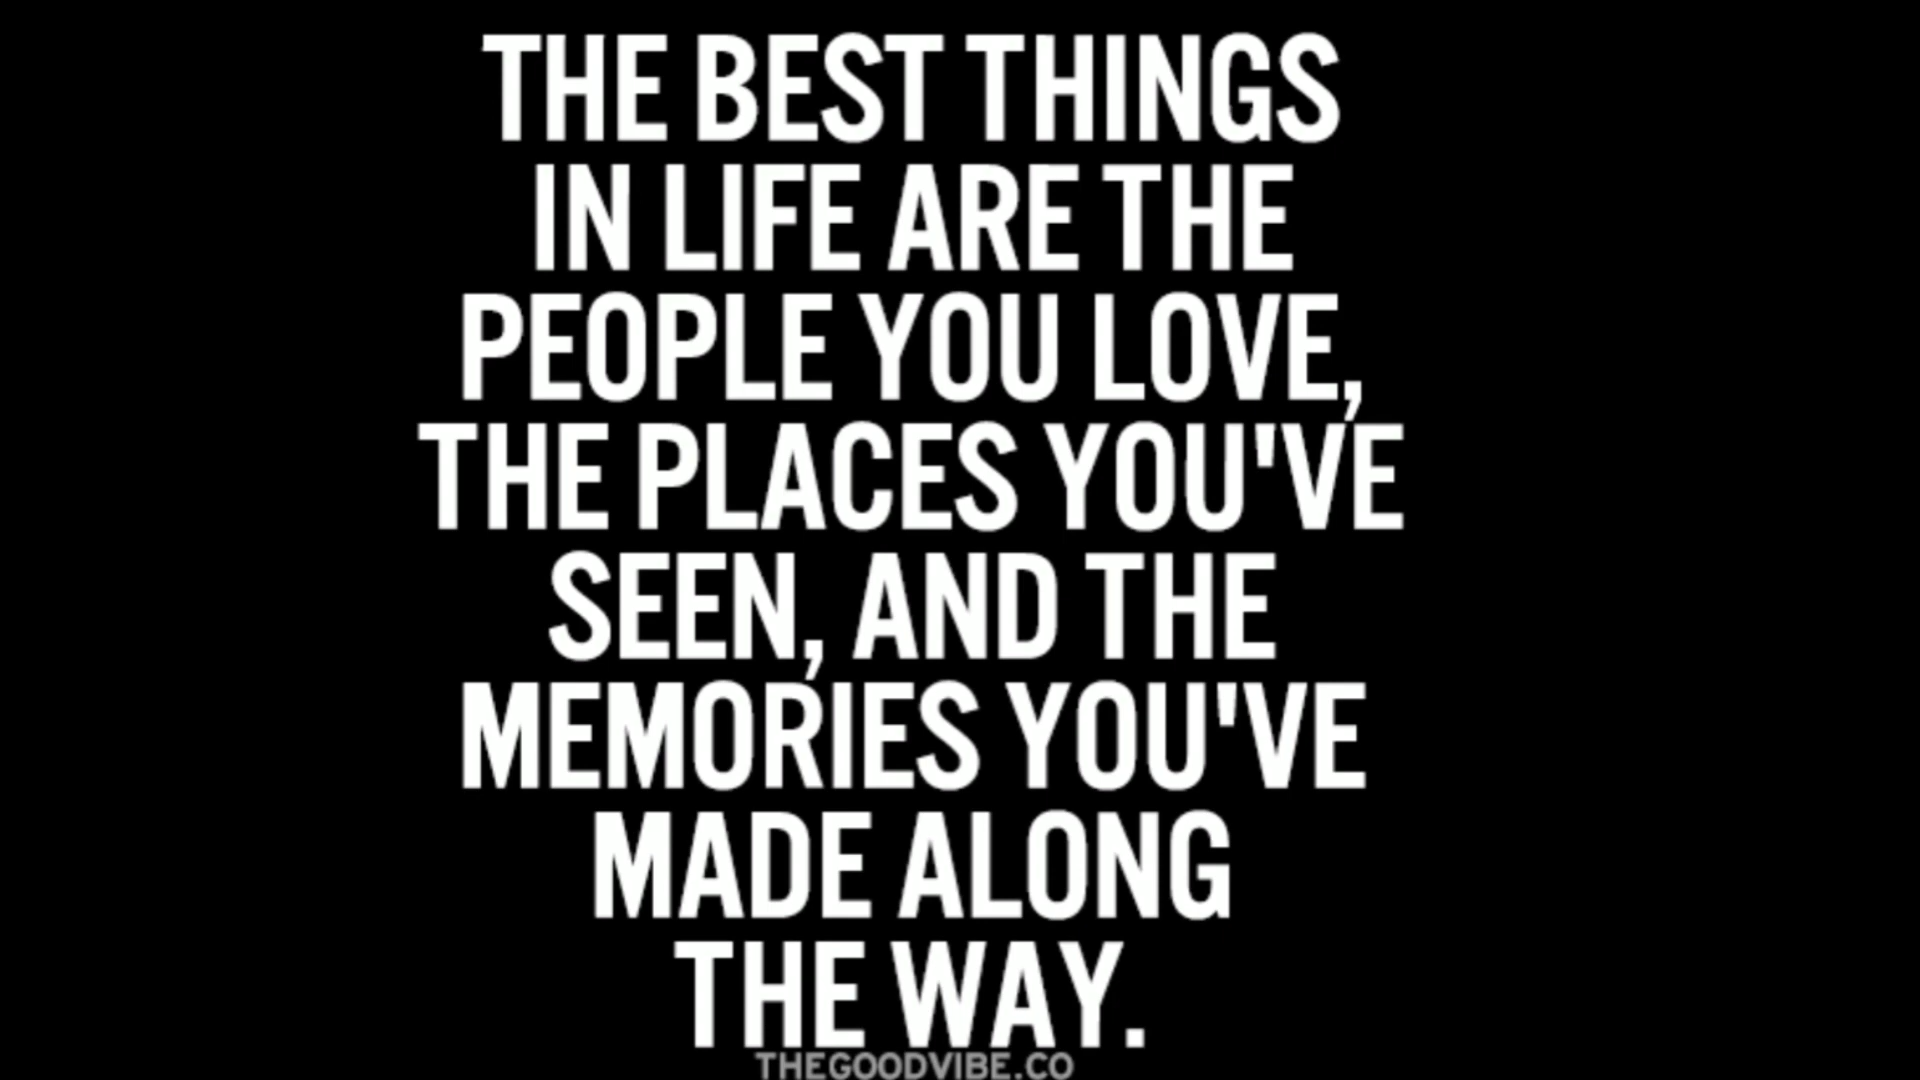 THE BEST THINGS
IN LIFE ARE THE
PEOPLE YOU LOVE,
THE PLACES YOU'VE
SEEN, AND THE
MEMORIES YOU'VE
MADE ALONG
THE WAY.
THEGOODVIBE.CO